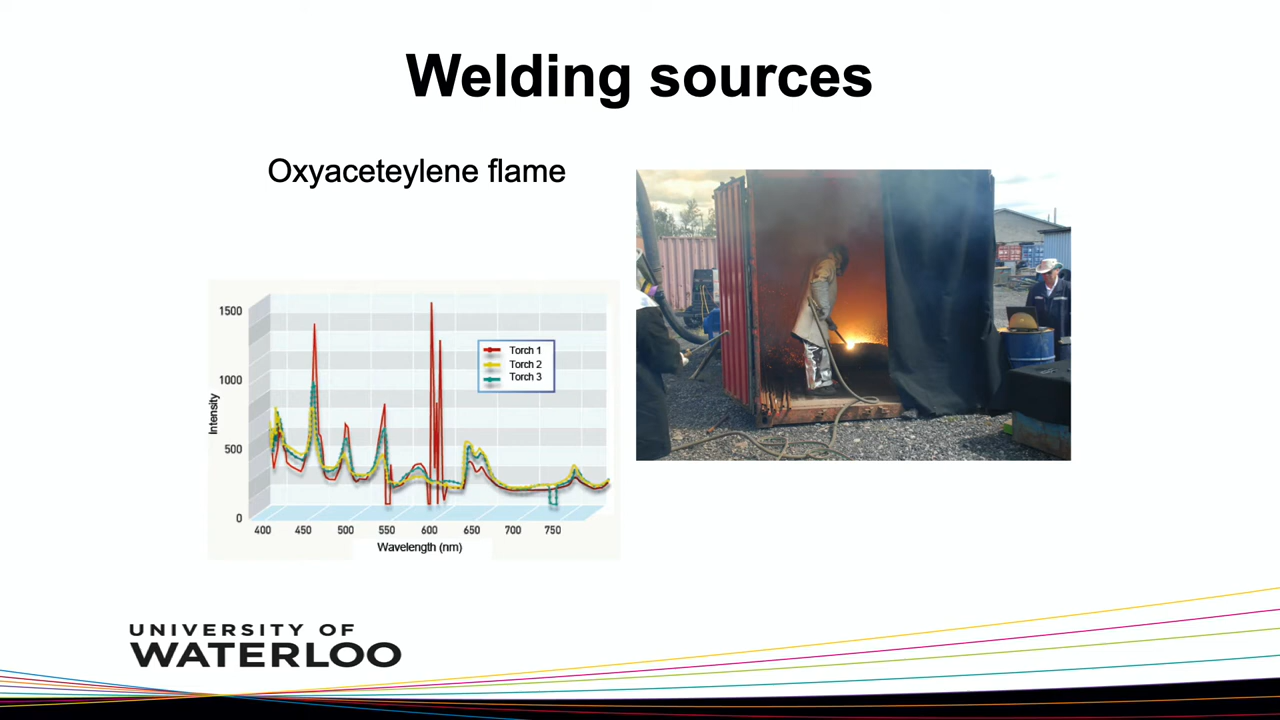 Welding sources
Oxyaceteylene flame
1500
1000
500
0
Intensity
400 450 500 550 600 650 700 750
Wavelength (nm)
Torch 1
Torch 2
Torch 3
UNIVERSITY OF
WATERLOO